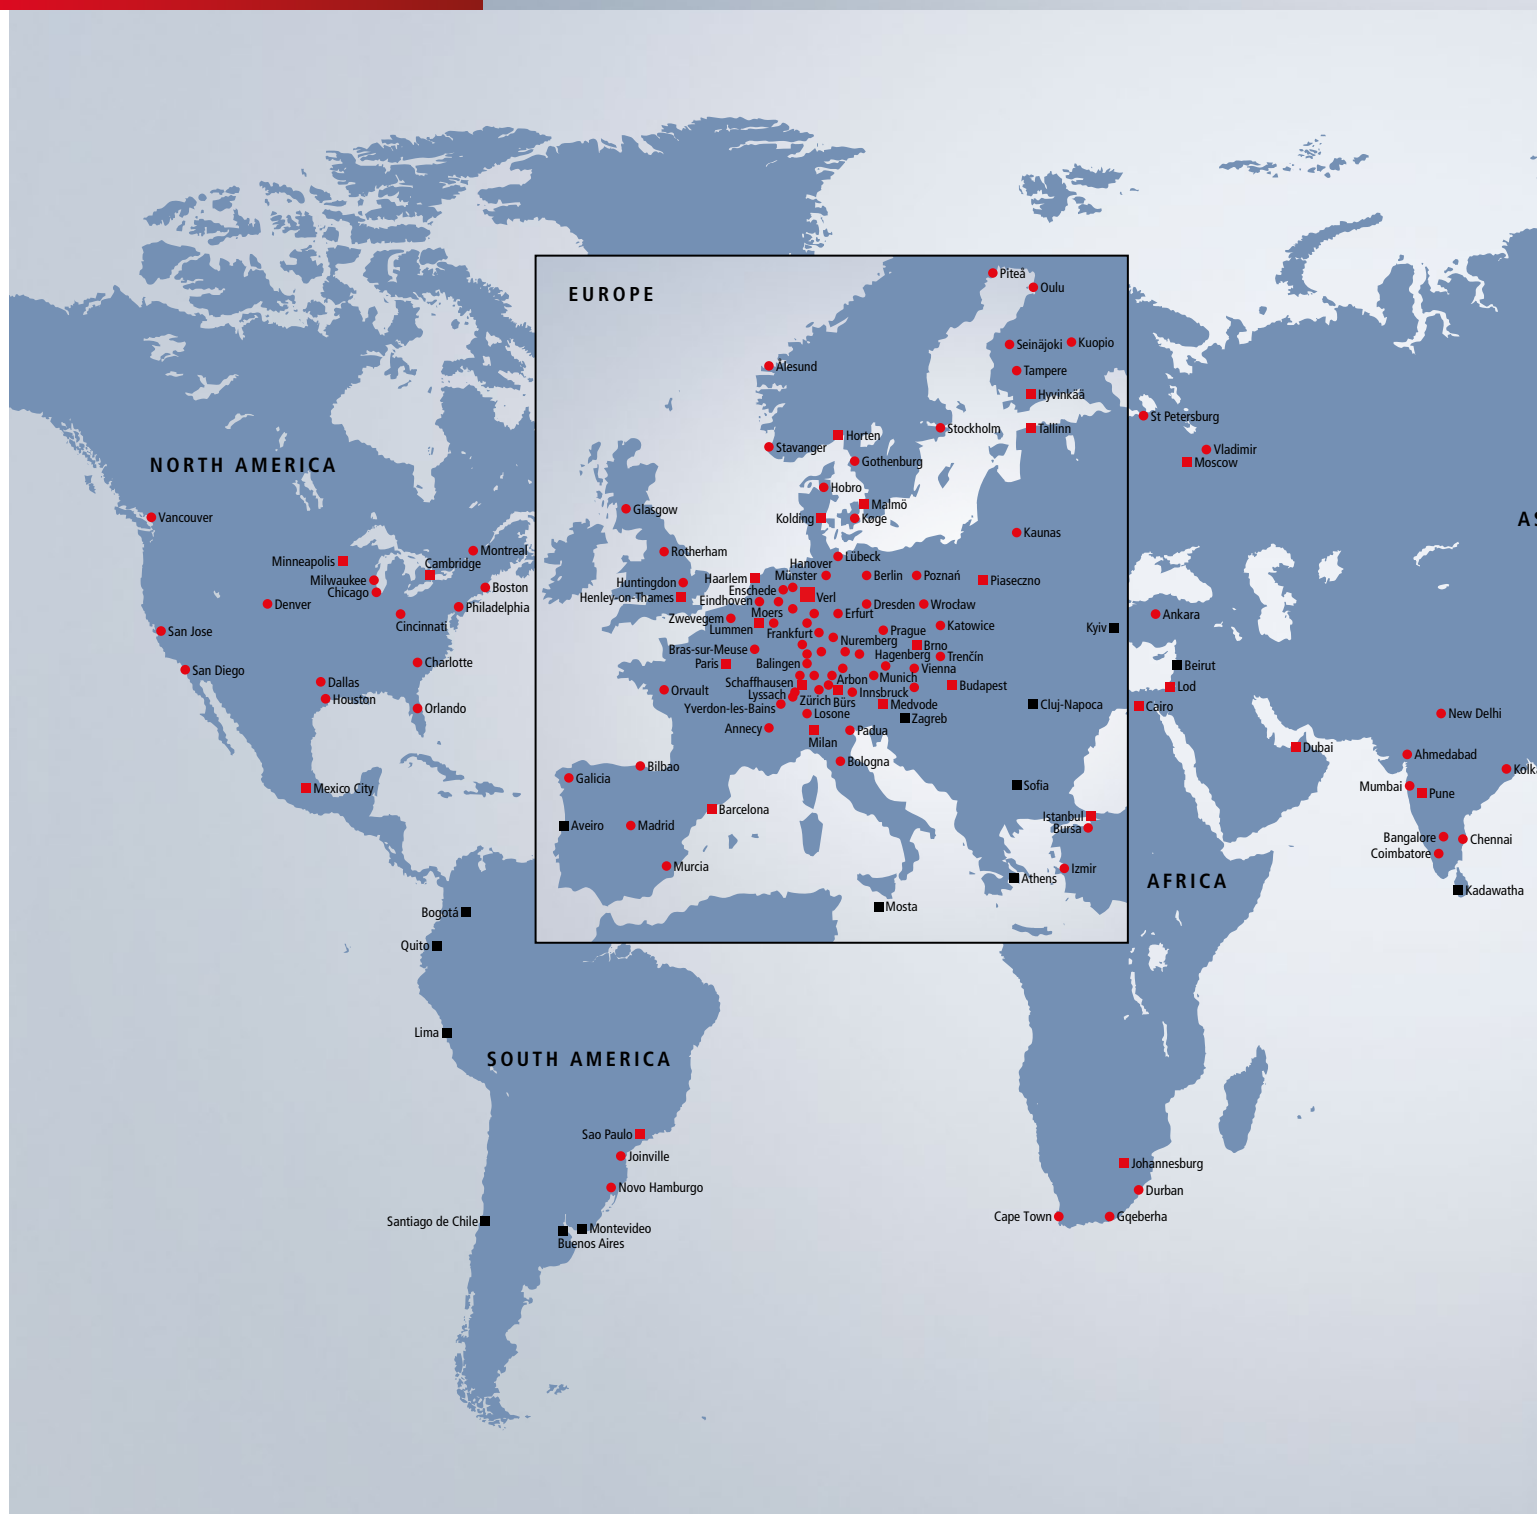 EUROPE
Piteå
Oulu
Seinäjoki
Kuopio
Ålesund
Tampere
Hyvinkää
St Petersburg
Stockholm
Tallinn
Horten
Stavanger
Vladimir
Gothenburg
Moscow
NORTH AMERICA
Hobro
Malmö
Glasgow
Vancouver
Kolding
Køge
AS
Kaunas
Montreal
Rotherham
Lübeck
Minneapolis
Cambridge
Hanover
Milwaukee
Haarlem
Münster
Berlin
Poznań
Piaseczno
Huntingdon
Boston
Chicago
Enschede
Henley-on-Thames
Verl
Denver
Eindhoven
Dresden
Wrocław
Philadelphia
Moers
Erfurt
Ankara
Cincinnati
Zwevegem
Katowice
Kyiv
San Jose
Lummen
Frankfurt
Prague
Nuremberg
Brno
Bras-sur-Meuse
Hagenberg
Trenčín
Charlotte
Paris
Balingen
Vienna
Beirut
San Diego
Arbon
Munich
Dallas
Schaffhausen
Budapest
Lod
Orvault
Lyssach
Innsbruck
Houston
Zürich
Bürs
Medvode
Cluj-Napoca
Cairo
Orlando
Yverdon-les-Bains
Losone
Zagreb
New Delhi
Annecy
Padua
Milan
Dubai
Ahmedabad
Bologna
Bilbao
Kolk
Galicia
Mexico City
Sofia
Mumbai
Pune
Barcelona
Istanbul
Aveiro
Madrid
Bursa
Bangalore
Chennai
Coimbatore
Murcia
Izmir
Athens
AFRICA
Kadawatha
Mosta
Bogotá
Quito
Lima
SOUTH AMERICA
Sao Paulo
Joinville
Johannesburg
Novo Hamburgo
Durban
Cape Town
Gqeberha
Santiago de Chile
Montevideo
Buenos Aires